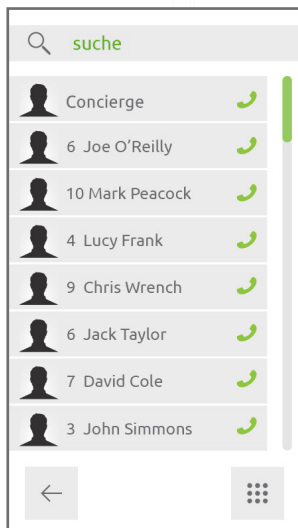 suche
Concierge
6 Joe O’Reilly
10 Mark Peacock
4 Lucy Frank
9 Chris Wrench
6 Jack Taylor
7 David Cole
3 John Simmons